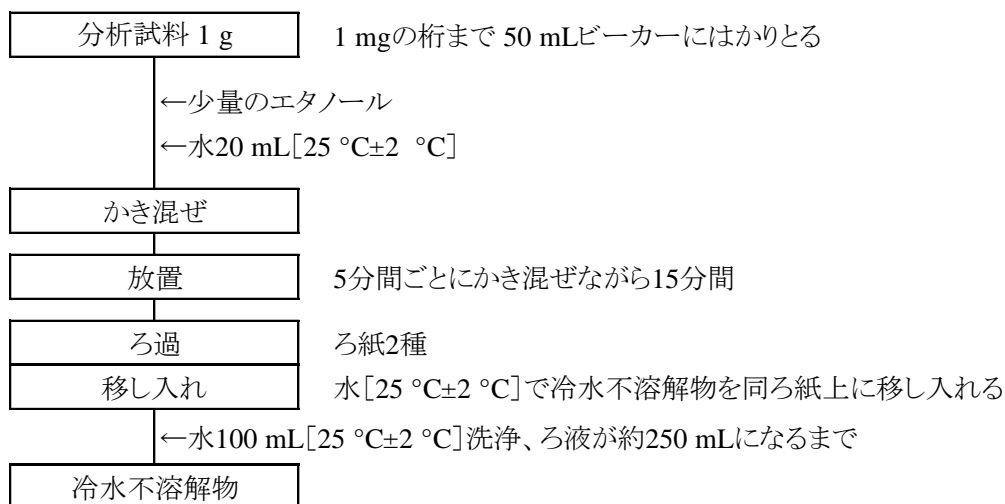 分析試料 1 g　1 mgの桁まで 50 mLビーカーにはかりとる
←少量のエタノール
←水20 mL［25 °C±2 °C］
かき混ぜ
放置　5分間ごとにかき混ぜながら15分間
ろ過　ろ紙2種
移し入れ　水［25 °C±2 °C］で冷水不溶解物を同ろ紙上に移し入れる
←水100 mL［25 °C±2 °C］洗浄、ろ液が約250 mLになるまで
冷水不溶解物